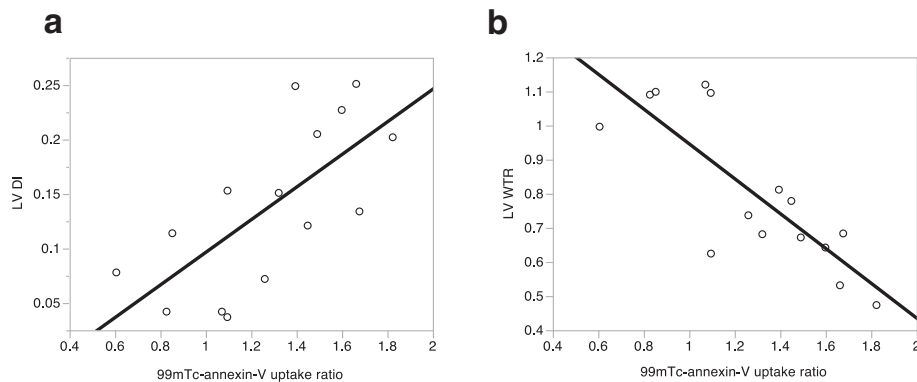 a
0.25
0.2
0.15
0.1
0.05
LV DI
0.4 0.6 0.8 1 1.2 1.4 1.6 1.8 2
99mTc-annexin-V uptake ratio
b
1.2
1.1
1
0.9
0.8
0.7
0.6
0.5
0.4
LV WTR
0.4 0.6 0.8 1 1.2 1.4 1.6 1.8 2
99mTc-annexin-V uptake ratio